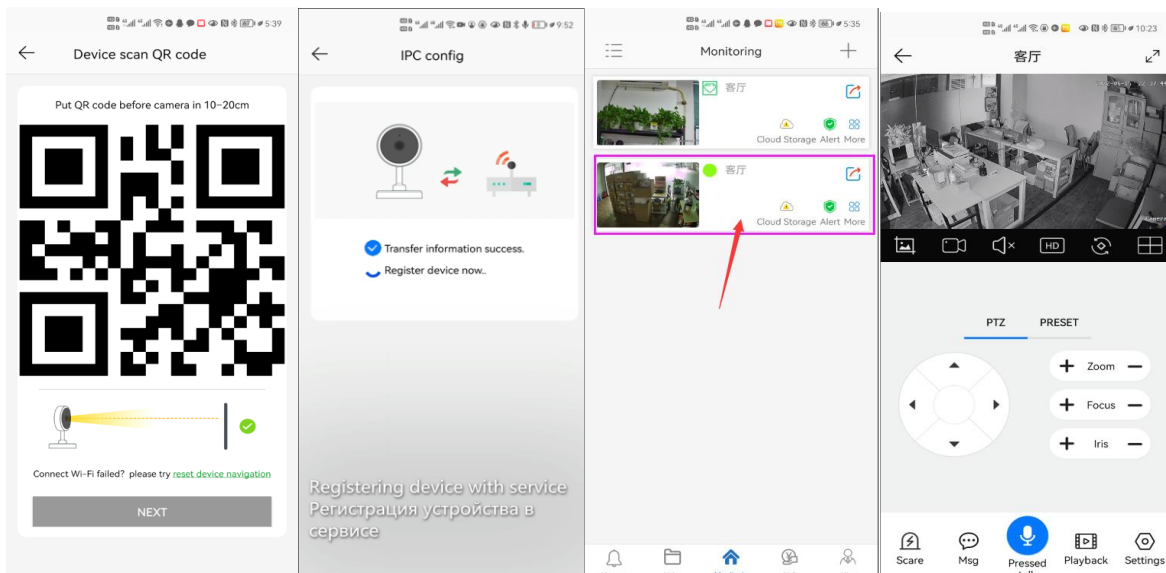 5:39
Device scan QR code
Put QR code before camera in 10-20cm
Connect Wi-Fi failed? please try reset device navigation
NEXT
9:52
IPC config
Transfer information success.
Register device now..
Registering device with service
Регистрация устройства в
сервисе
5:35
Monitoring
客厅
Cloud Storage Alert More
客厅
Cloud Storage Alert More
10:23
客厅
HD
PTZ PRESET
Zoom
Focus
Iris
Scare Msg Pressed Playback Settings